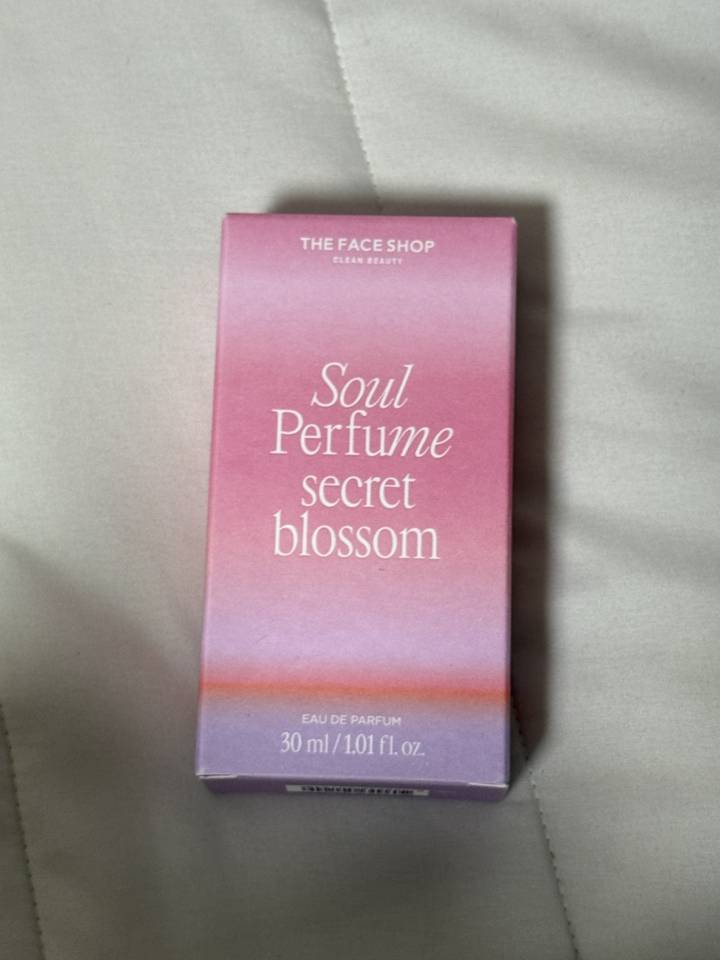 THE FACE SHOP
CLEAN BEAUTY
Soul
Perfume
secret
blossom
EAU DE PARFUM
30 ml / 1.01 fl. oz.